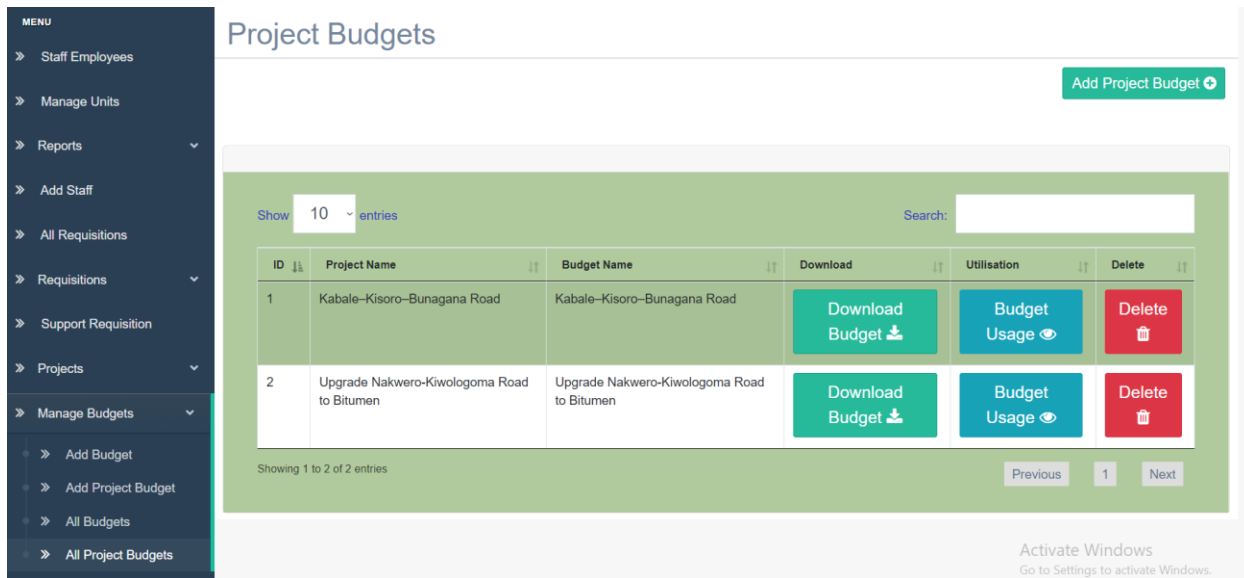 MENU
Staff Employees
Manage Units
Reports
Add Staff
All Requisitions
Requisitions
Support Requisition
Projects
Manage Budgets
Add Budget
Add Project Budget
All Budgets
All Project Budgets
Project Budgets
Add Project Budget
Show 10 entries
Search:
ID Project Name Budget Name Download Utilisation Delete
1 Kabale–Kisoro–Bunagana Road Kabale–Kisoro–Bunagana Road Download Budget Budget Usage Delete
2 Upgrade Nakwero-Kiwologoma Road to Bitumen Upgrade Nakwero-Kiwologoma Road to Bitumen Download Budget Budget Usage Delete
Showing 1 to 2 of 2 entries
Previous 1 Next
Activate Windows
Go to Settings to activate Windows.